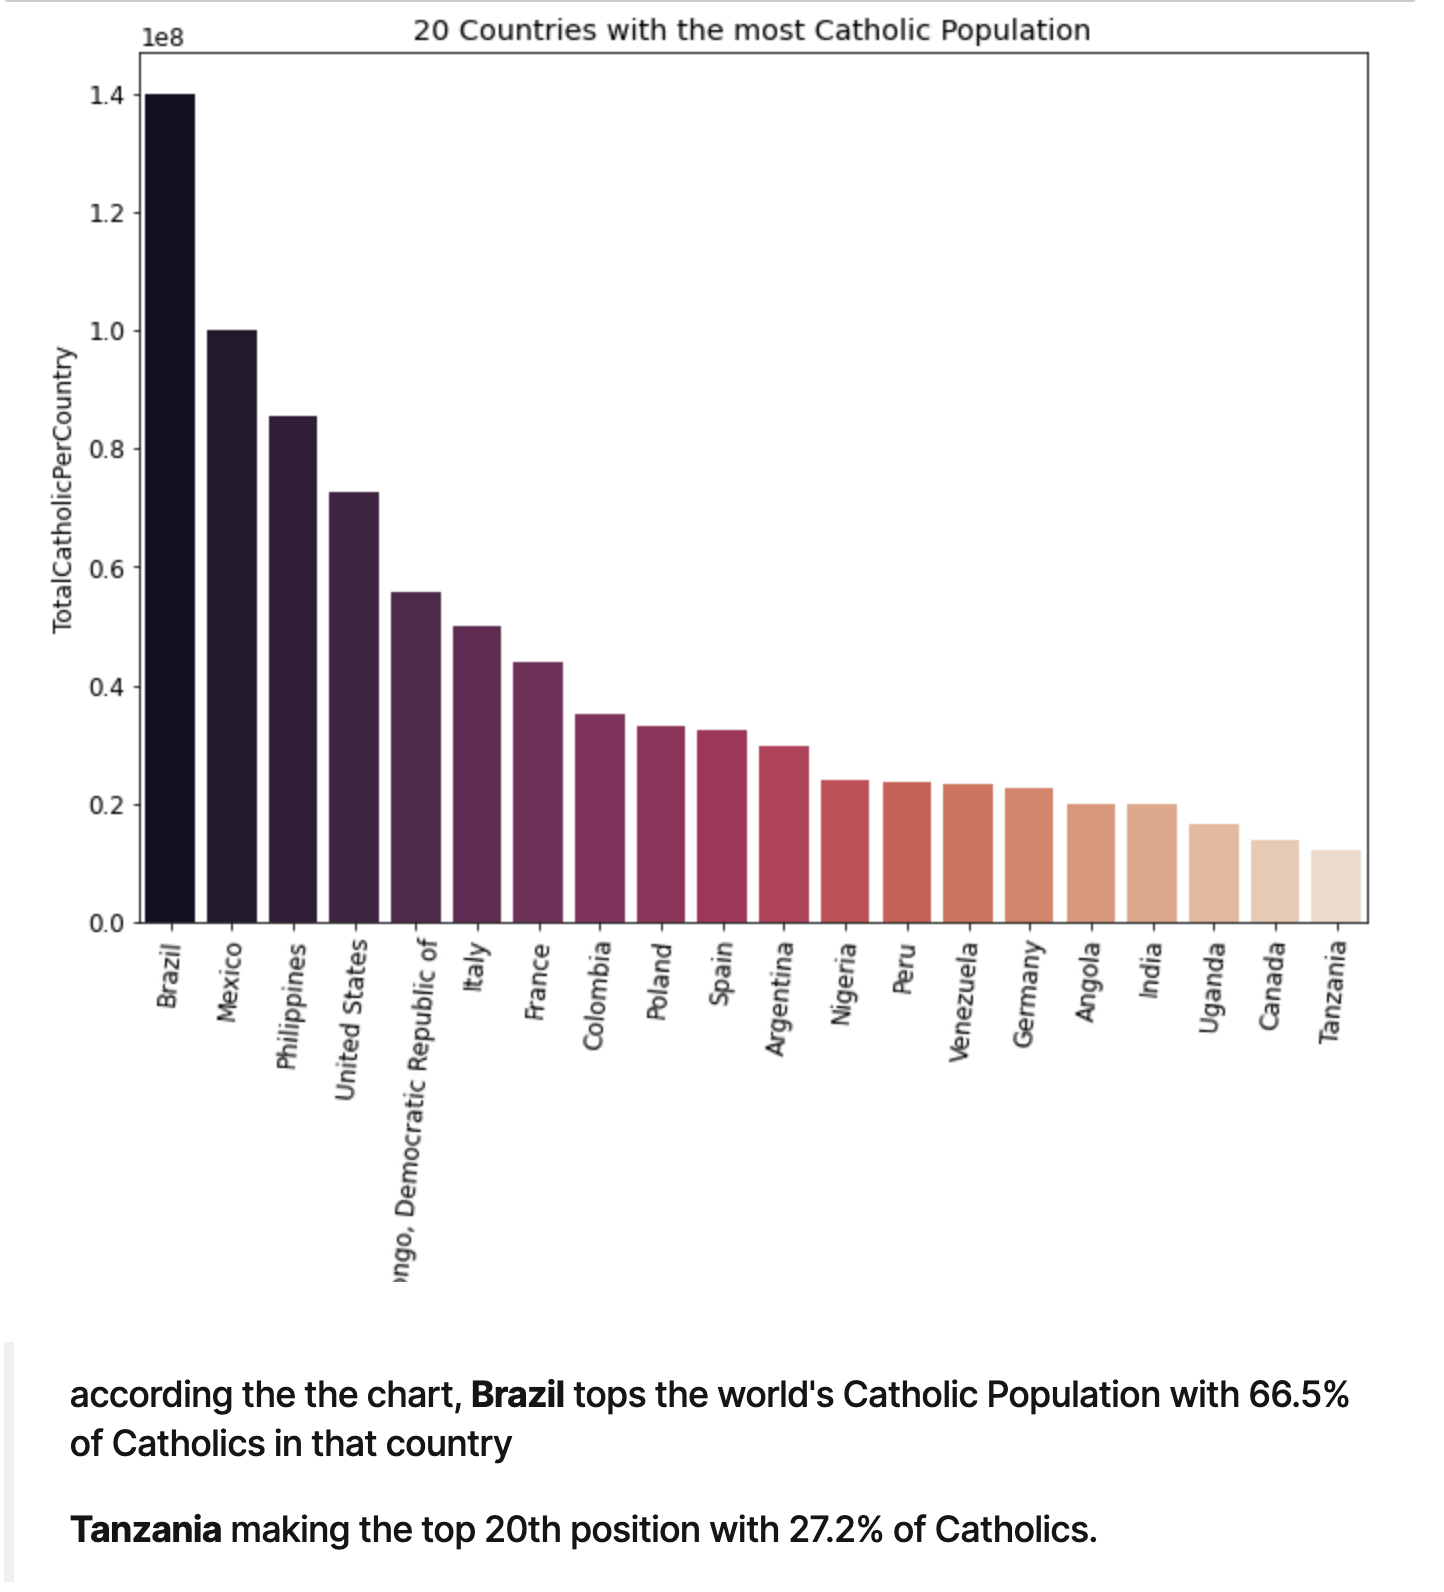 20 Countries with the most Catholic Population
1e8
1.4
1.2
1.0
0.8
0.6
0.4
0.2
0.0
TotalCatholicPerCountry
Brazil
Mexico
Philippines
United States
ongo, Democratic Republic of
Italy
France
Colombia
Poland
Spain
Argentina
Nigeria
Peru
Venezuela
Germany
Angola
India
Uganda
Canada
Tanzania
according the the chart, Brazil tops the world's Catholic Population with 66.5%
of Catholics in that country
Tanzania making the top 20th position with 27.2% of Catholics.